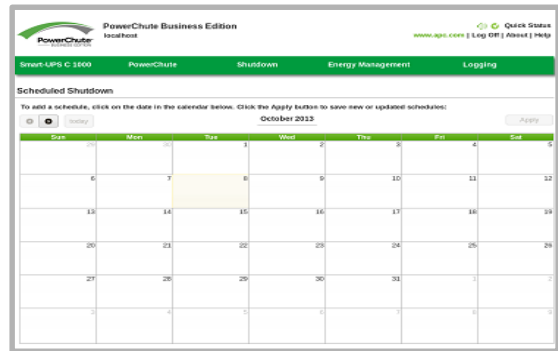 PowerChute Business Edition
Quick Status
localhost
www.apc.com | Log Off | About | Help
PowerChute
BUSINESS EDITION
Smart-UPS C 1000 PowerChute Shutdown Energy Management Logging
Scheduled Shutdown
To add a schedule, click on the date in the calendar below. Click the Apply button to save new or updated schedules:
today October 2013 Apply
Sun Mon Tue Wed Thu Fri Sat
29 30 1 2 3 4 5
6 7 8 9 10 11 12
13 14 15 16 17 18 19
20 21 22 23 24 25 26
27 28 29 30 31 1 2
3 4 5 6 7 8 9